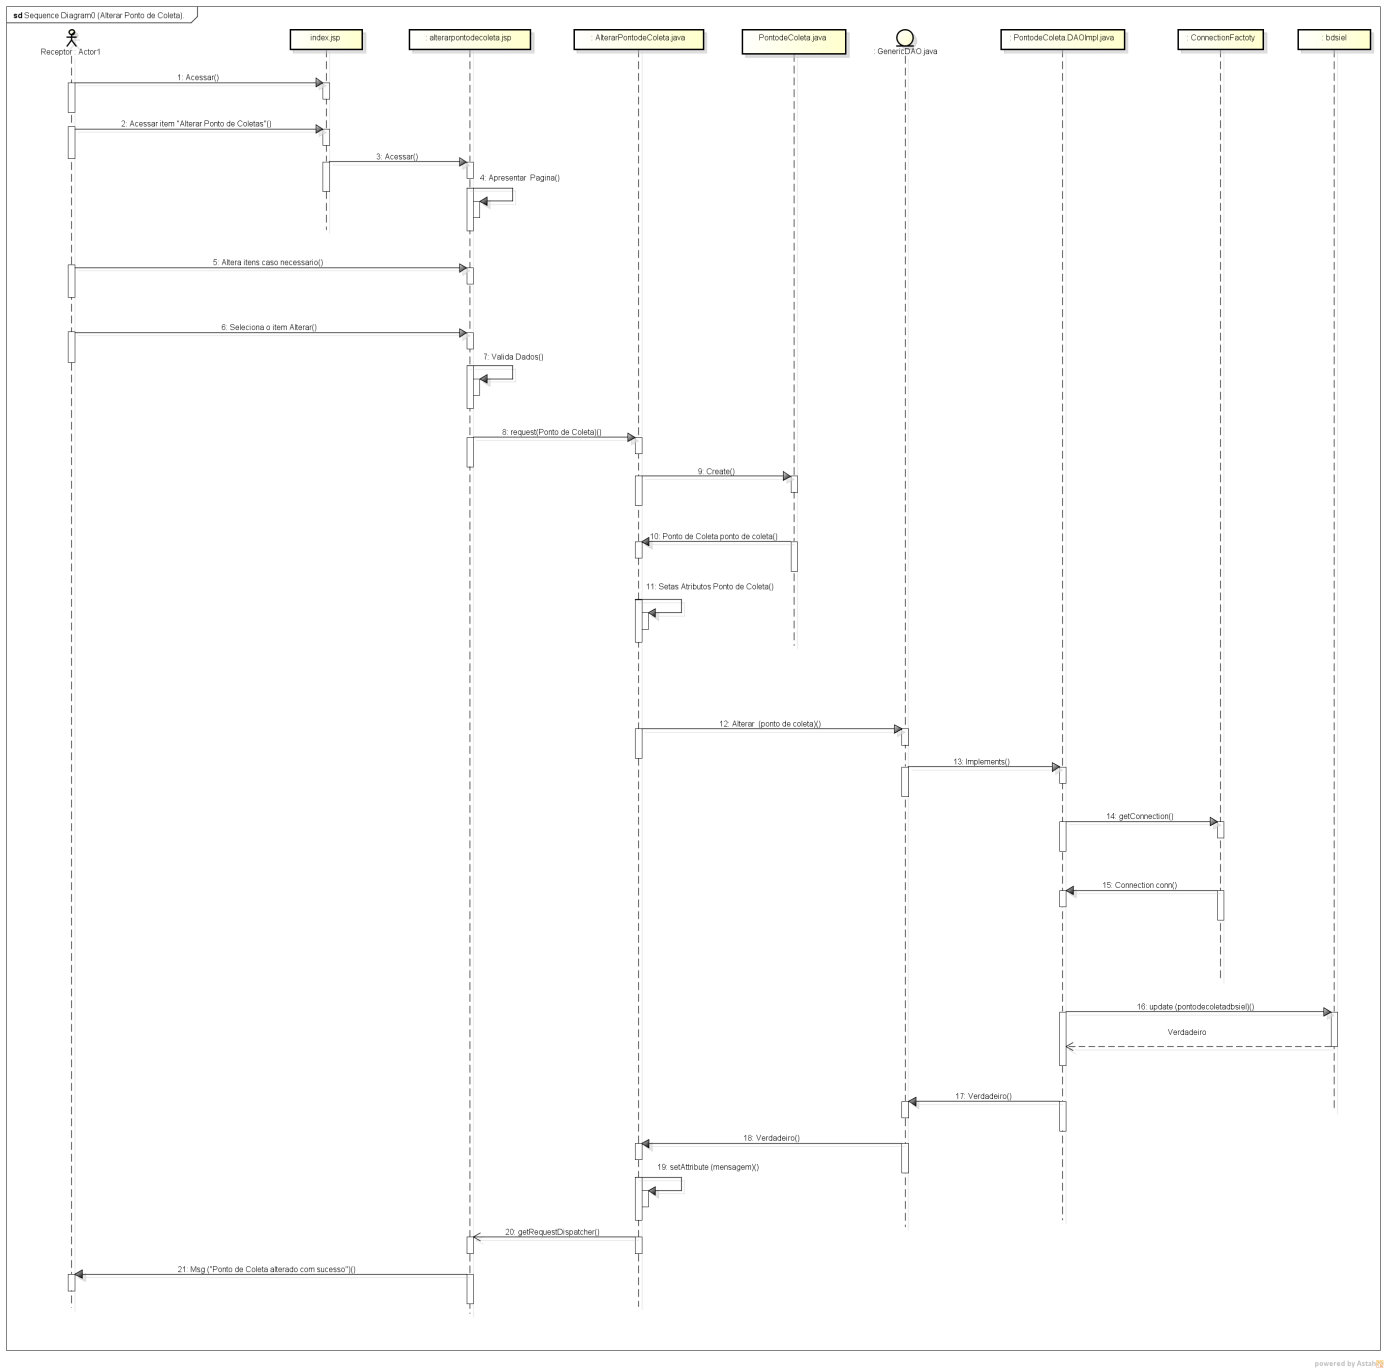 sd Sequence Diagram0 (Alterar Ponto de Coleta).
Receptor : Actor1
index.jsp
: alterarpontodecoleta.jsp
: AlterarPontodeColeta.java
PontodeColeta.java
: GenericDAO.java
: PontodeColeta.DAOImpl.java
: ConnectionFactoty
: bdsiel
1: Acessar()
2: Acessar item "Alterar Ponto de Coletas"()
3: Acessar()
4: Apresentar Pagina()
5: Altera itens caso necessario()
6: Seleciona o item Alterar()
7: Valida Dados()
8: request(Ponto de Coleta)()
9: Create()
10: Ponto de Coleta ponto de coleta()
11: Setas Atributos Ponto de Coleta()
12: Alterar (ponto de coleta)()
13: Implements()
14: getConnection()
15: Connection conn()
16: update (pontodecoletadbsiel)()
Verdadeiro
17: Verdadeiro()
18: Verdadeiro()
19: setAttribute (mensagem)()
20: getRequestDispatcher()
21: Msg ("Ponto de Coleta alterado com sucesso")()
powered by Astah